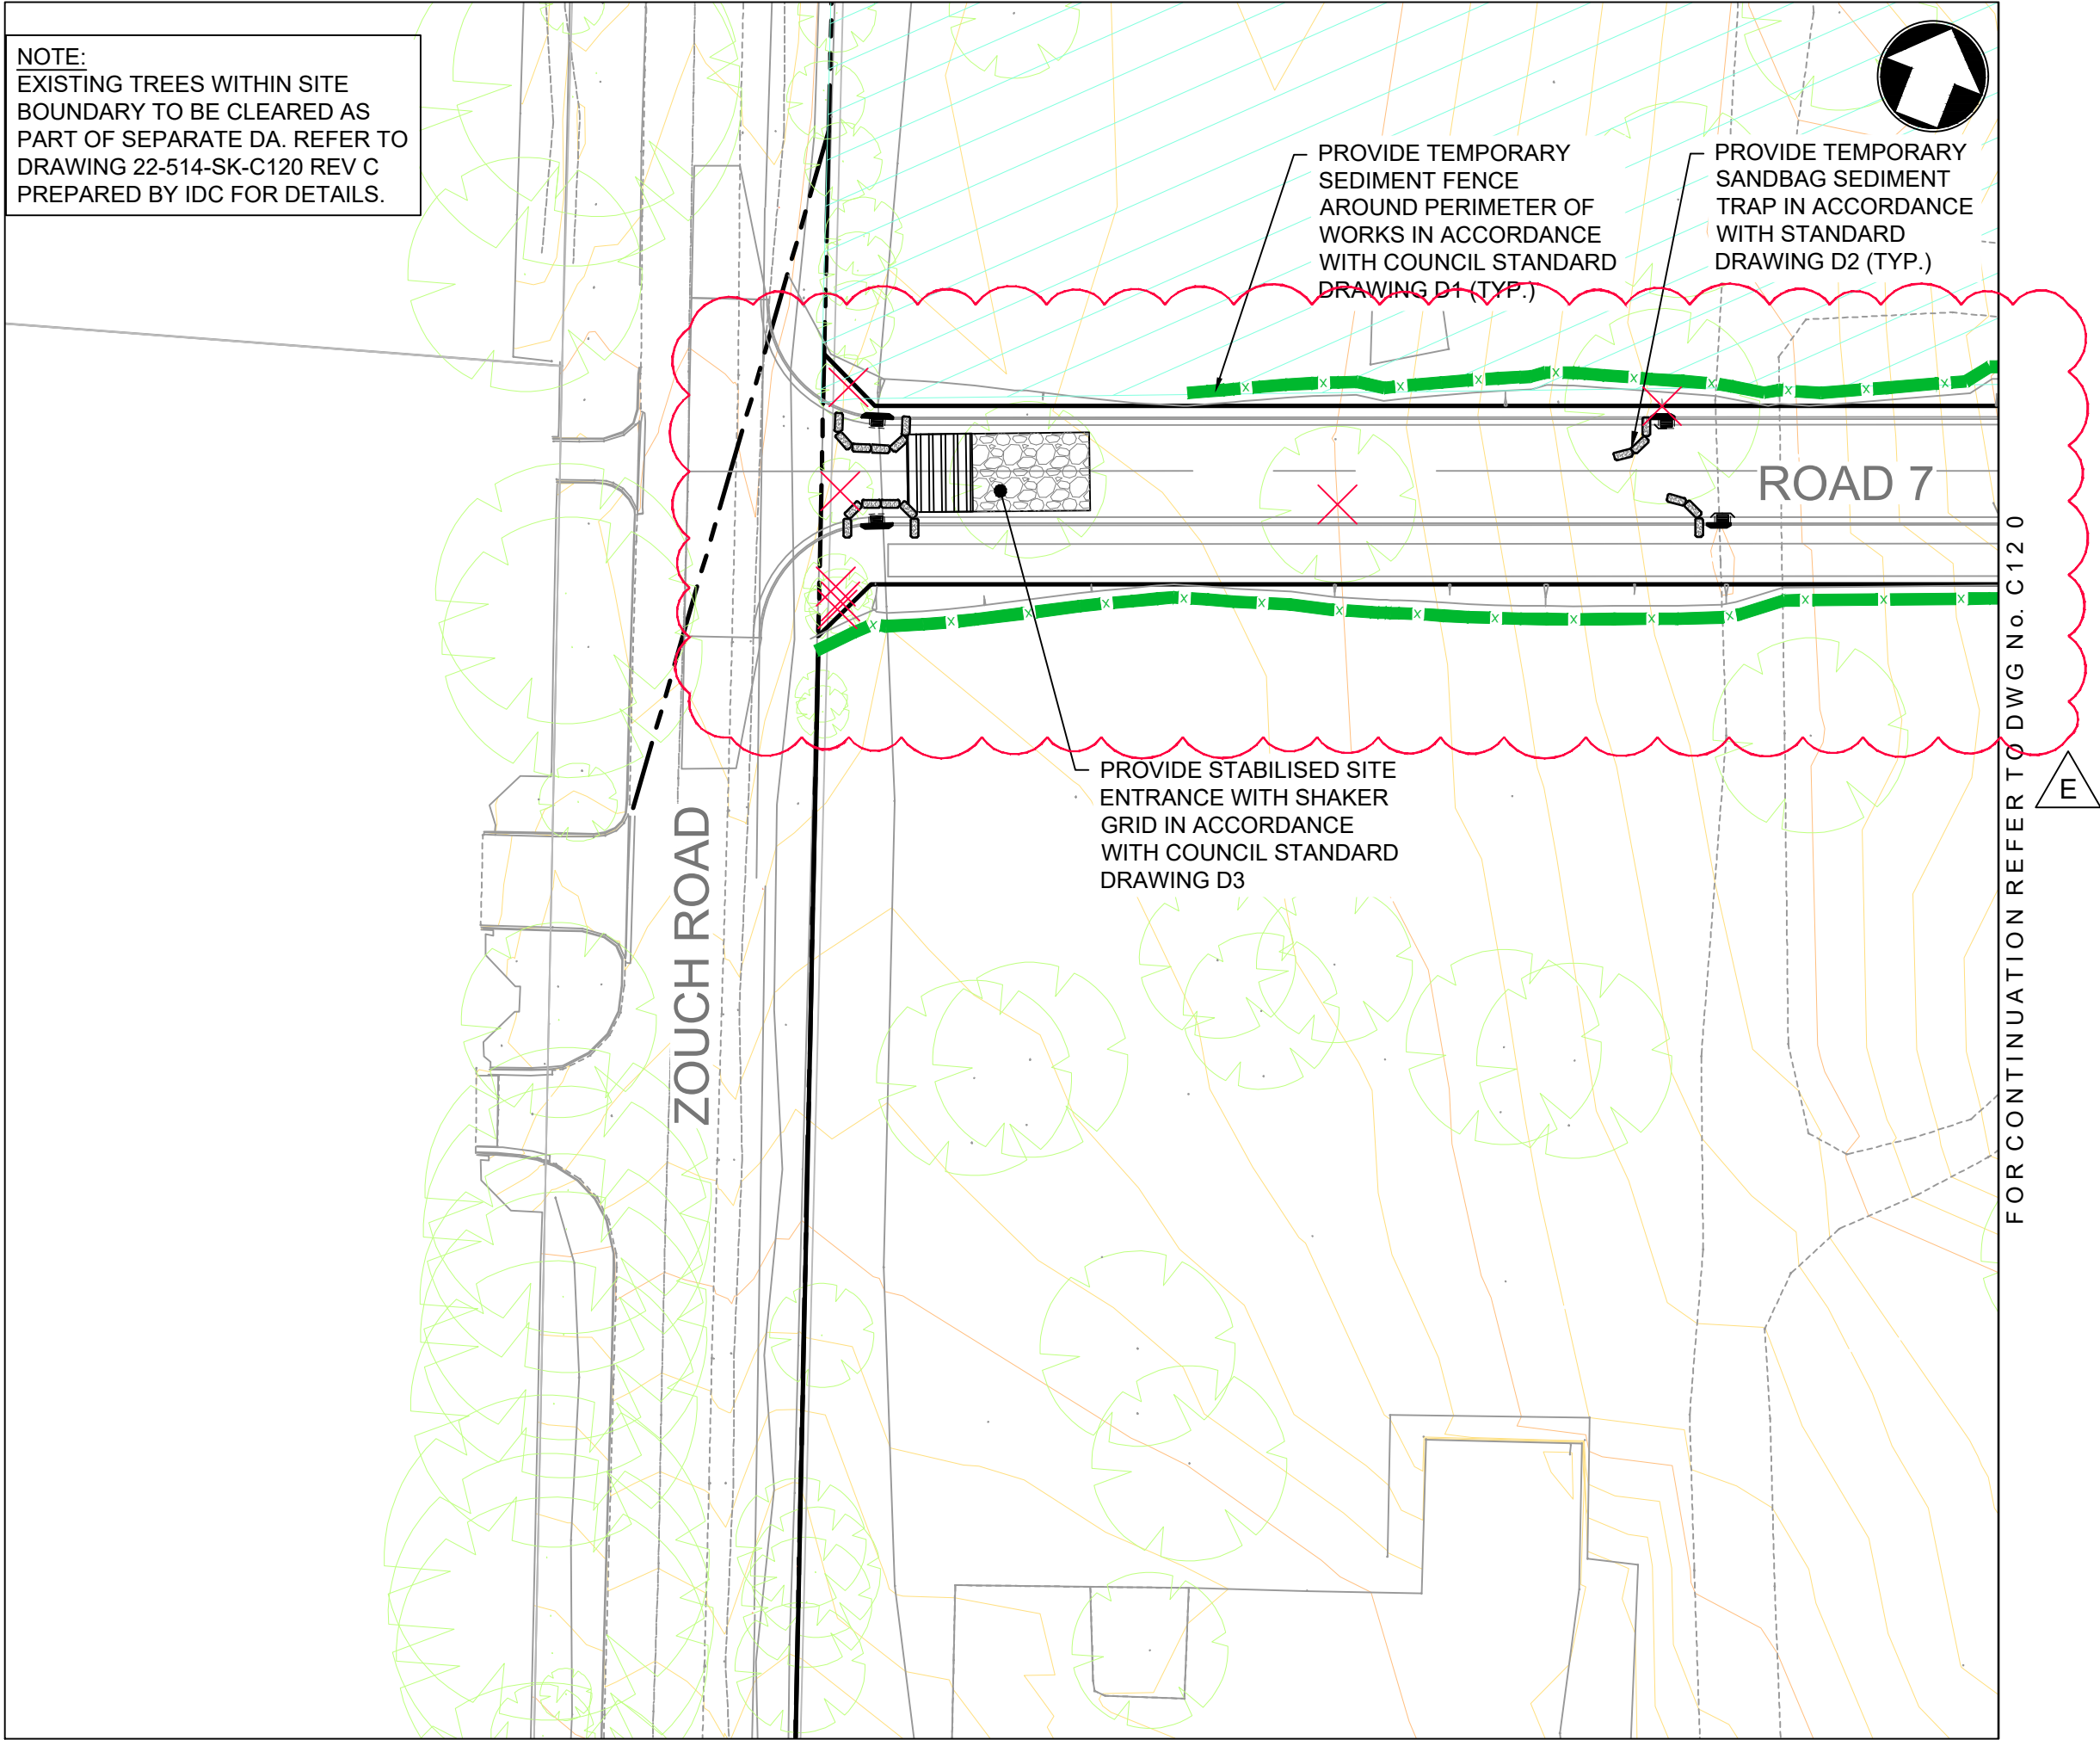 NOTE:
EXISTING TREES WITHIN SITE
BOUNDARY TO BE CLEARED AS
PART OF SEPARATE DA. REFER TO
DRAWING 22-514-SK-C120 REV C
PREPARED BY IDC FOR DETAILS.
PROVIDE TEMPORARY
SEDIMENT FENCE
AROUND PERIMETER OF
WORKS IN ACCORDANCE
WITH COUNCIL STANDARD
DRAWING D1 (TYP.)
PROVIDE TEMPORARY
SANDBAG SEDIMENT
TRAP IN ACCORDANCE
WITH STANDARD
DRAWING D2 (TYP.)
ROAD 7
PROVIDE STABILISED SITE
ENTRANCE WITH SHAKER
GRID IN ACCORDANCE
WITH COUNCIL STANDARD
DRAWING D3
ZOUCH ROAD
FOR CONTINUATION REFER TO DWG No. C120
E